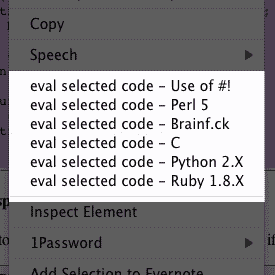 Copy
Speech
eval selected code – Use of #!
eval selected code – Perl 5
eval selected code – Brainf.ck
eval selected code – C
eval selected code – Python 2.X
eval selected code – Ruby 1.8.X
Inspect Element
1Password
if
Add Selection to Evernote